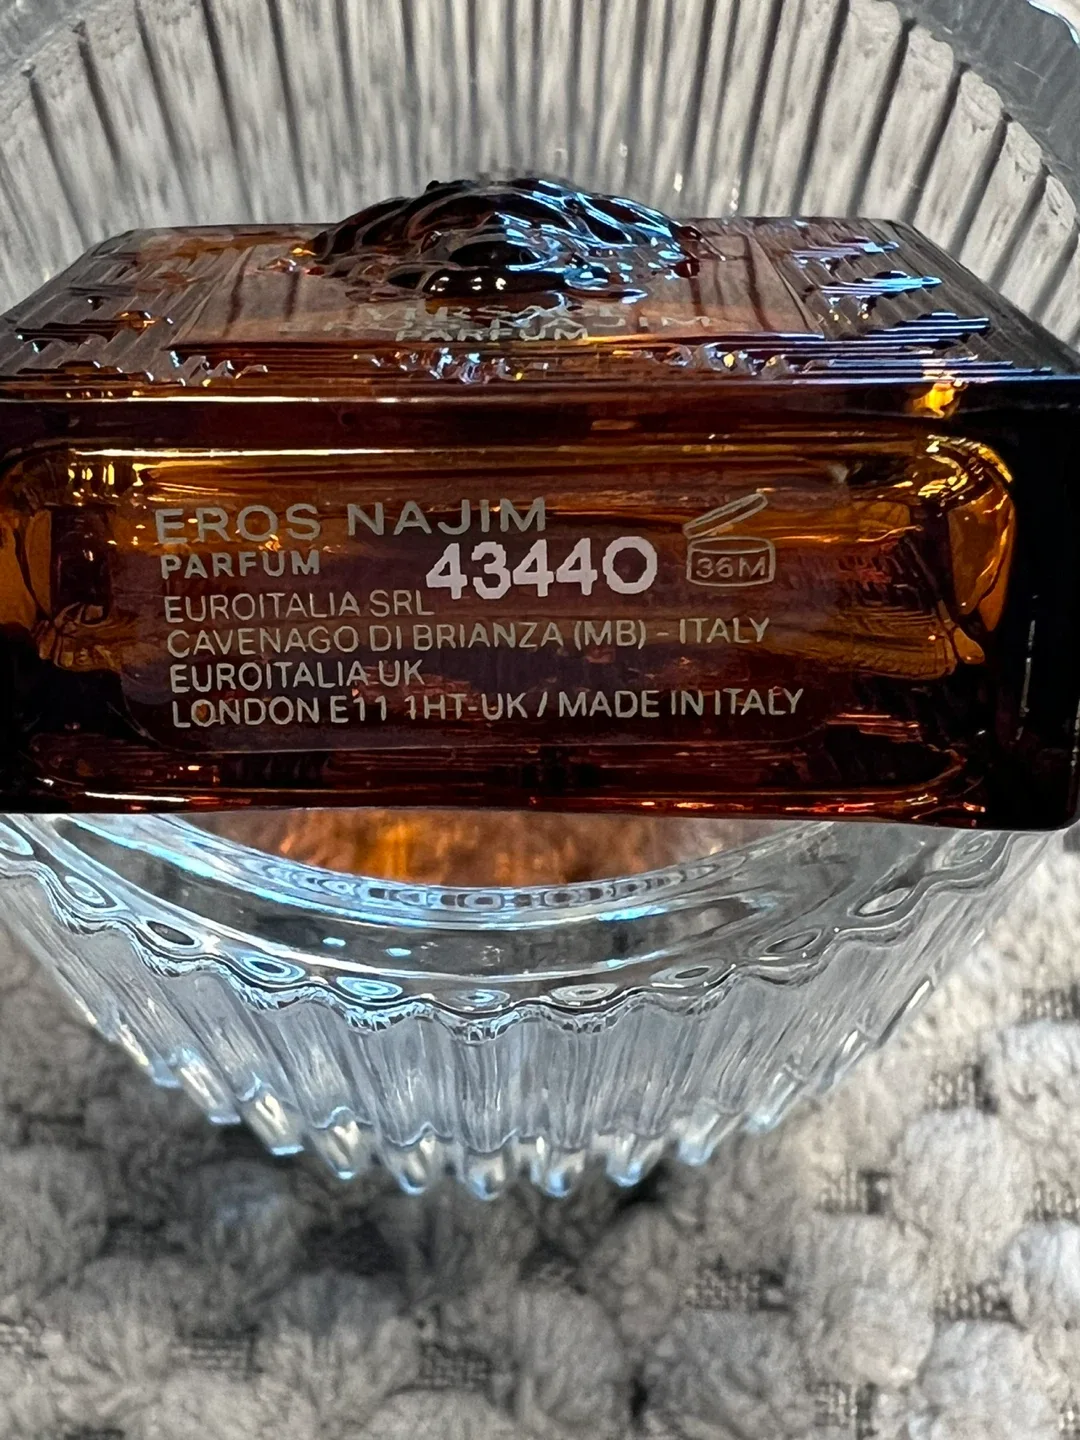 PARFUM
EROS NAJIM
PARFUM
43440
36M
EUROITALIA SRL
CAVENAGO DI BRIANZA (MB) - ITALY
EUROITALIA UK
LONDON E11 1HT-UK / MADE IN ITALY